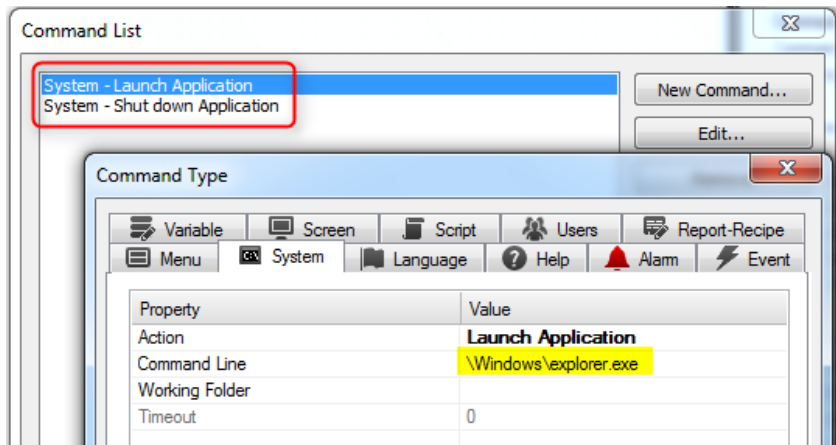 Command List
System - Launch Application
System - Shut down Application
New Command...
Edit...
Command Type
Variable Screen Script Users Report-Recipe
Menu System Language Help Alarm Event
Property Value
Action Launch Application
Command Line \Windows\explorer.exe
Working Folder
Timeout 0